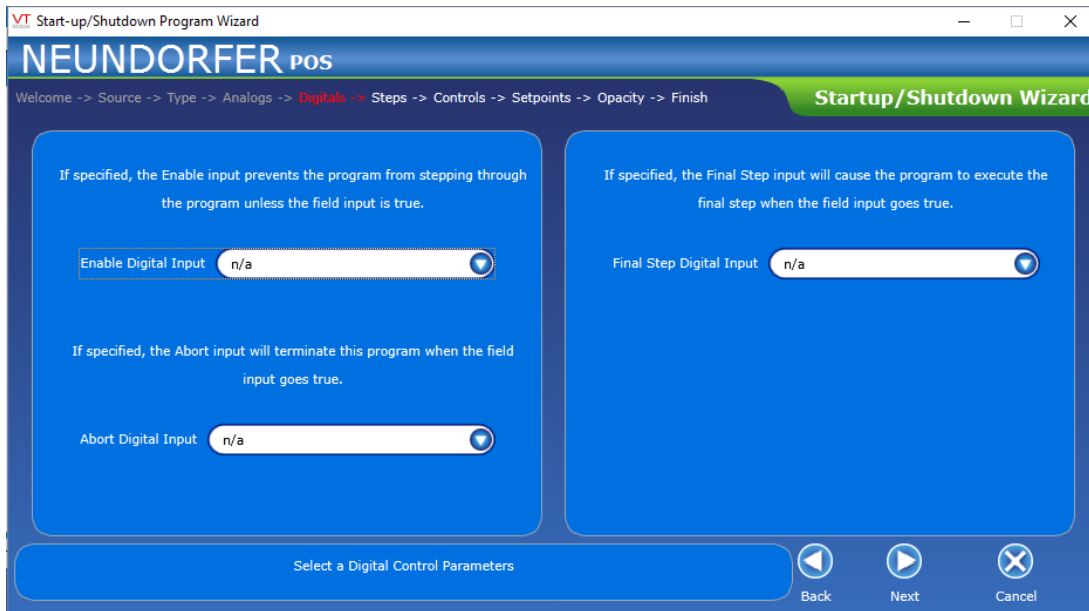 VT Start-up/Shutdown Program Wizard
NEUNDORFER POS
Welcome -> Source -> Type -> Analogs -> Digitals -> Steps -> Controls -> Setpoints -> Opacity -> Finish
Startup/Shutdown Wizard
If specified, the Enable input prevents the program from stepping through
the program unless the field input is true.
Enable Digital Input n/a
If specified, the Abort input will terminate this program when the field
input goes true.
Abort Digital Input n/a
If specified, the Final Step input will cause the program to execute the
final step when the field input goes true.
Final Step Digital Input n/a
Select a Digital Control Parameters
Back Next Cancel